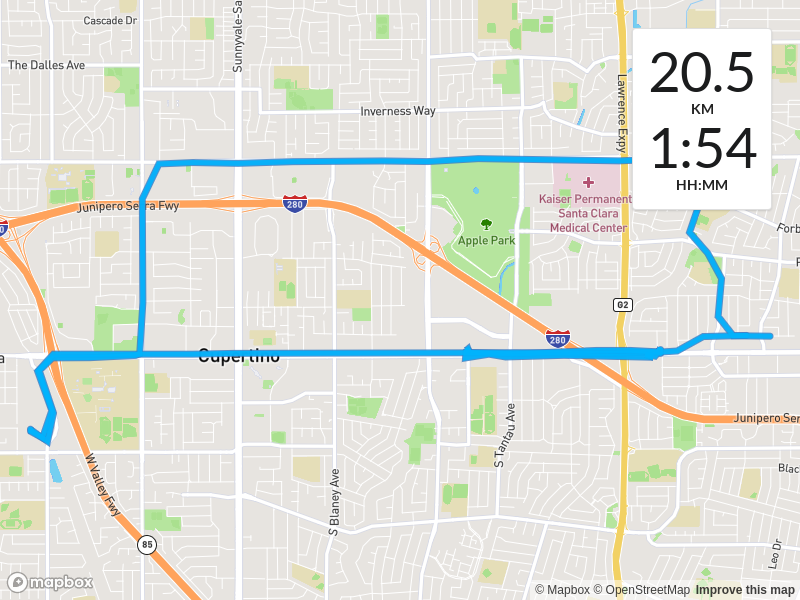 Cascade Dr
Sunnyvale-Sa
The Dalles Ave
Inverness Way
Lawrence Expy
20.5
KM
1:54
HH:MM
Junipero Serra Fwy
280
Kaiser Permanent
Santa Clara
Medical Center
Apple Park
Forb
G2
280
Cupertino
Junipero Ser
S Tantau Ave
W Valley Fwy
S Blaney Ave
Blac
85
Leo Dr
mapbox
© Mapbox © OpenStreetMap Improve this map